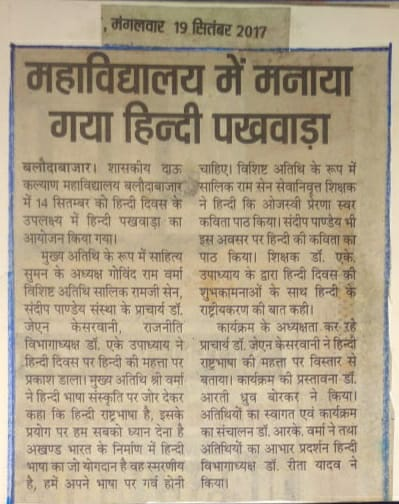 , मंगलवार 19 सितंबर 2017
महाविद्यालय में मनाया
गया हिन्दी पखवाड़ा
बलौदाबाजार। शासकीय दाऊ
कल्याण महाविद्यालय बलौदाबाजार
में 14 सितम्बर को हिन्दी दिवस के
उपलक्ष्य में हिन्दी पखवाड़ा का
आयोजन किया गया।
मुख्य अतिथि के रूप में साहित्य
सुमन के अध्यक्ष गोविंद राम वर्मा
विशिष्ट अतिथि सालिक रामजी सेन,
संदीप पाण्डेय संस्था के प्राचार्य डॉ.
जेएन केसरवानी, राजनीति
विभागाध्यक्ष डॉ. एके उपाध्याय ने
हिन्दी दिवस पर हिन्दी की महत्ता पर
प्रकाश डाला। मुख्य अतिथि श्री वर्मा
ने हिन्दी भाषा संस्कृति पर जोर देकर
कहा कि हिन्दी राष्ट्रभाषा है, इसके
प्रयोग पर हम सबको ध्यान देना है
अखण्ड भारत के निर्माण में हिन्दी
भाषा का जो योगदान है वह स्मरणीय
है, हमें अपने भाषा पर गर्व होनी
चाहिए। विशिष्ट अतिथि के रूप में
सालिक राम सेन सेवानिवृत्त शिक्षक
ने हिन्दी कि ओजस्वी प्रेरणा स्वर
कविता पाठ किया। संदीप पाण्डेय भी
इस अवसर पर हिन्दी की कविता का
पाठ किया। शिक्षक डॉ. एके.
उपाध्याय के द्वारा हिन्दी दिवस की
शुभकामनाओं के साथ हिन्दी के
राष्ट्रीयकरण की बात कही।
कार्यक्रम के अध्यक्षता कर रहे
प्राचार्य डॉ. जेएन केसरवानी ने हिन्दी
राष्ट्रभाषा की महत्ता पर विस्तार से
बताया। कार्यक्रम की प्रस्तावना डॉ.
आरती ध्रुव बोरकर ने किया।
अतिथियों का स्वागत एवं कार्यक्रम
का संचालन डॉ. आरके. वर्मा ने तथा
अतिथियों का आभार प्रदर्शन हिन्दी
विभागाध्यक्ष डॉ. रीता यादव ने
किया।